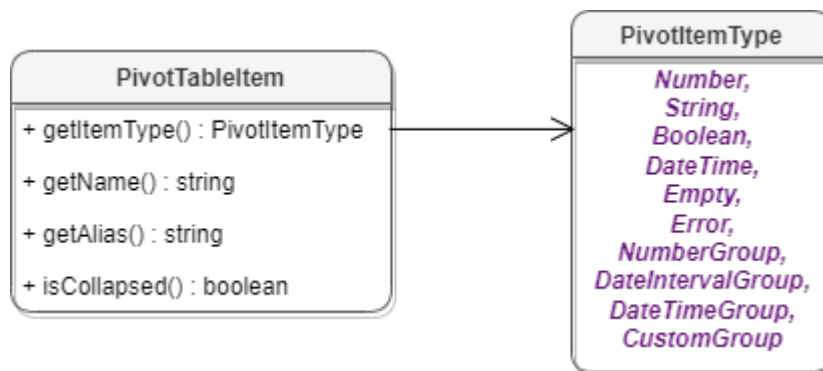 PivotTableItem
+ getItemType() : PivotItemType
+ getName() : string
+ getAlias() : string
+ isCollapsed() : boolean
PivotItemType
Number,
String,
Boolean,
DateTime,
Empty,
Error,
NumberGroup,
DateIntervalGroup,
DateTimeGroup,
CustomGroup